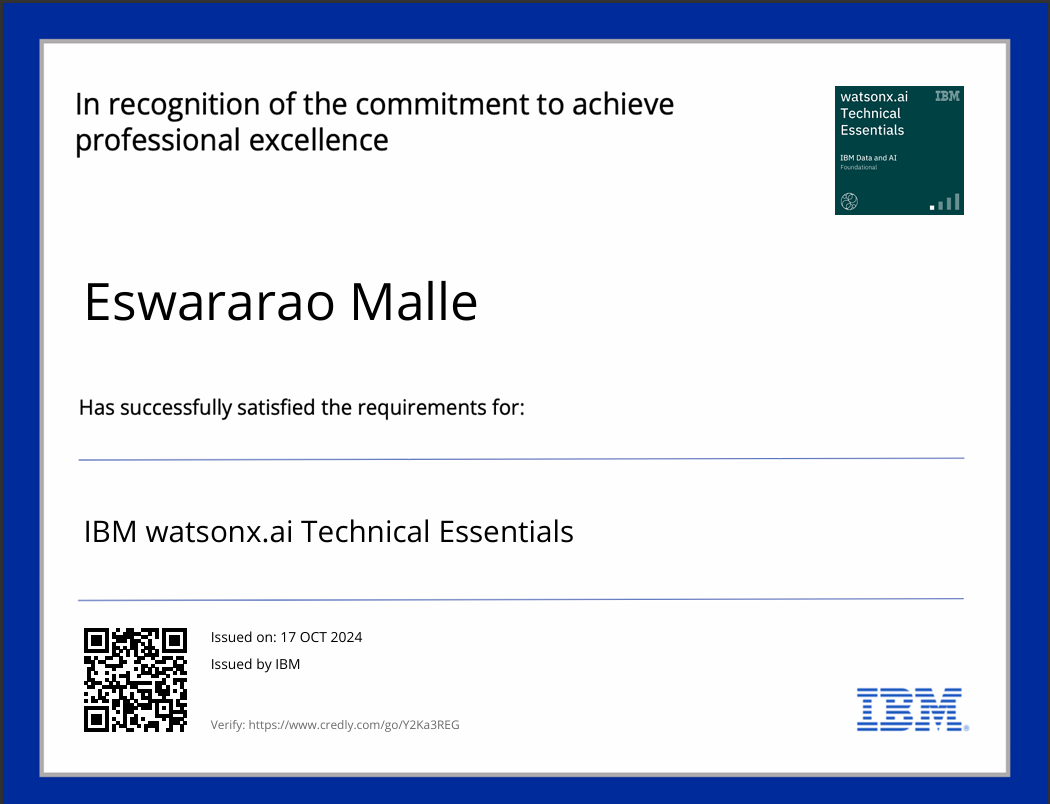 In recognition of the commitment to achieve
professional excellence
watsonx.ai
Technical
Essentials
IBM
IBM Data and AI
Foundational
Eswararao Malle
Has successfully satisfied the requirements for:
IBM watsonx.ai Technical Essentials
Issued on: 17 OCT 2024
Issued by IBM
Verify: https://www.credly.com/go/Y2Ka3REG
IBM®